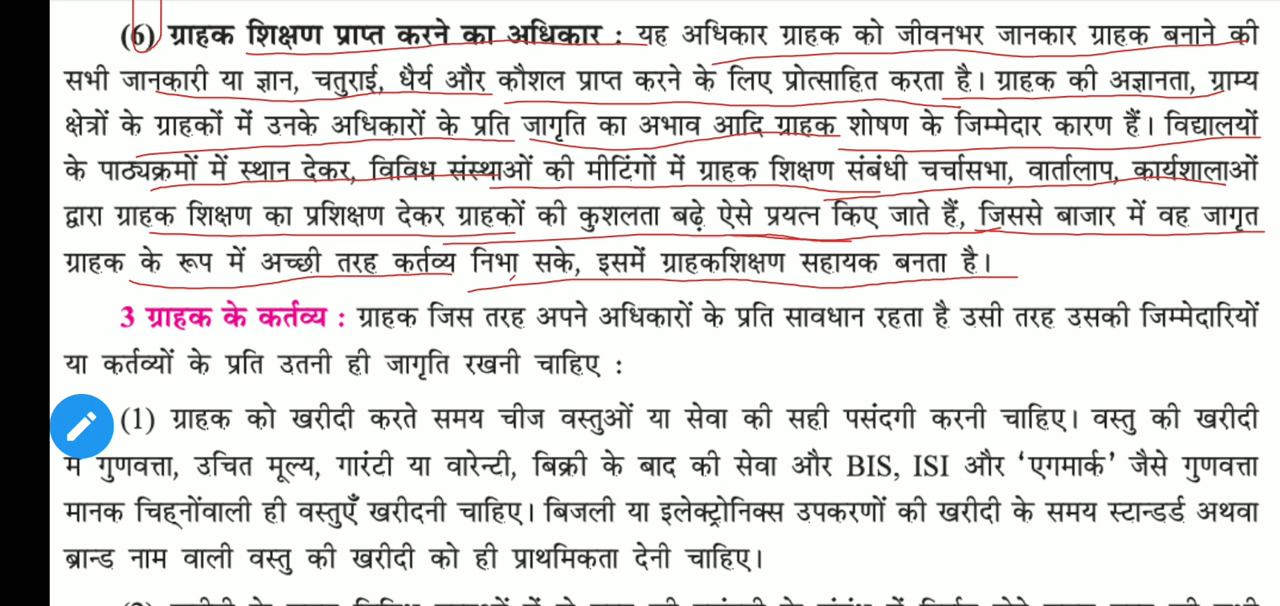 (6) ग्राहक शिक्षण प्राप्त करने का अधिकार : यह अधिकार ग्राहक को जीवनभर जानकार ग्राहक बनाने की
सभी जानकारी या ज्ञान, चतुराई, धैर्य और कौशल प्राप्त करने के लिए प्रोत्साहित करता है। ग्राहक की अज्ञानता, ग्राम्य
क्षेत्रों के ग्राहकों में उनके अधिकारों के प्रति जागृति का अभाव आदि ग्राहक शोषण के जिम्मेदार कारण हैं। विद्यालयों
के पाठ्यक्रमों में स्थान देकर, विविध संस्थाओं की मीटिंगों में ग्राहक शिक्षण संबंधी चर्चासभा, वार्तालाप, कार्यशालाओं
द्वारा ग्राहक शिक्षण का प्रशिक्षण देकर ग्राहकों की कुशलता बढ़े ऐसे प्रयत्न किए जाते हैं, जिससे बाजार में वह जागृत
ग्राहक के रूप में अच्छी तरह कर्तव्य निभा सके, इसमें ग्राहकशिक्षण सहायक बनता है।
3 ग्राहक के कर्तव्य : ग्राहक जिस तरह अपने अधिकारों के प्रति सावधान रहता है उसी तरह उसकी जिम्मेदारियों
या कर्तव्यों के प्रति उतनी ही जागृति रखनी चाहिए :
(1) ग्राहक को खरीदी करते समय चीज वस्तुओं या सेवा की सही पसंदगी करनी चाहिए। वस्तु की खरीदी
में गुणवत्ता, उचित मूल्य, गारंटी या वारेन्टी, बिक्री के बाद की सेवा और BIS, ISI और ‘एगमार्क’ जैसे गुणवत्ता
मानक चिह्नोंवाली ही वस्तुएँ खरीदनी चाहिए। बिजली या इलेक्ट्रोनिक्स उपकरणों की खरीदी के समय स्टान्डर्ड अथवा
ब्रान्ड नाम वाली वस्तु की खरीदी को ही प्राथमिकता देनी चाहिए।